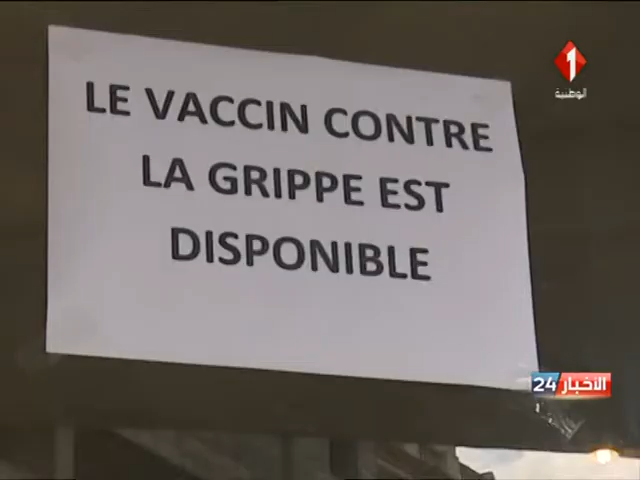 1
الوطنية
LE VACCIN CONTRE
LA GRIPPE EST
DISPONIBLE
24 الأخبار